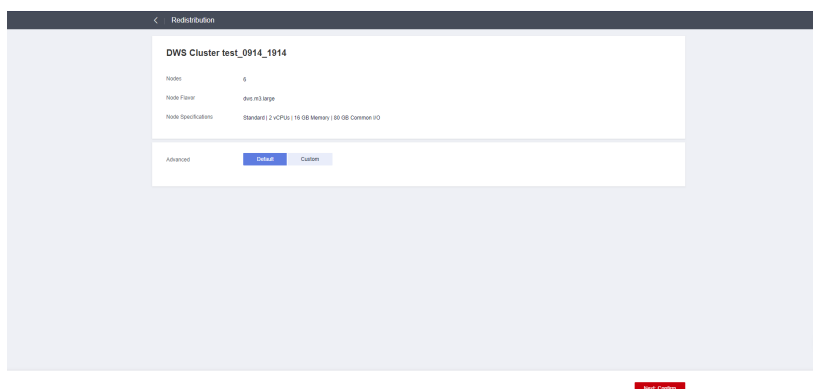 Redistribution
DWS Cluster test_0914_1914
Nodes 6
Node Flavor dws.m3.large
Node Specifications Standard | 2 vCPUs | 16 GB Memory | 80 GB Common I/O
Advanced Default Custom
Next: Confirm